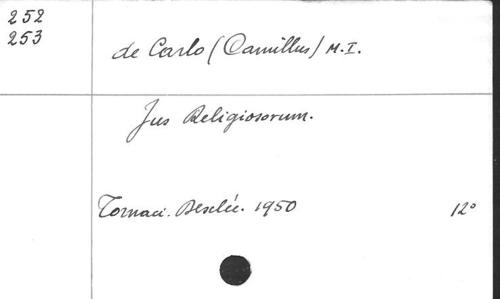 252
253
de Carlo (Camillus) M.I.
Jus Religiosorum.
Tornaci. Desclée. 1950 12°